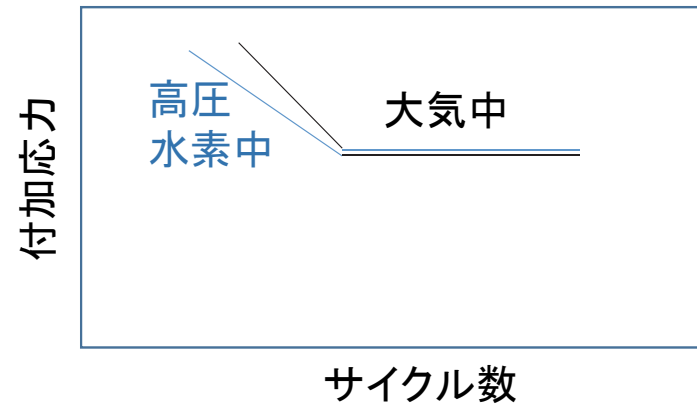 高圧
水素中
大気中
付加応力
サイクル数